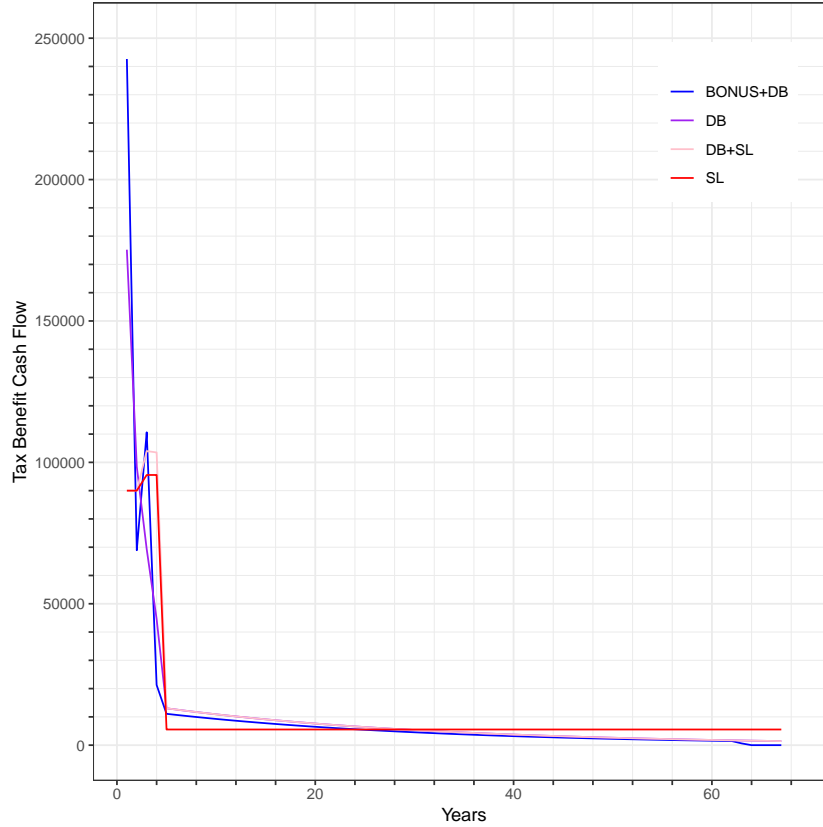 250000
200000
150000
100000
50000
0
Tax Benefit Cash Flow
BONUS+DB
DB
DB+SL
SL
0 20 40 60
Years